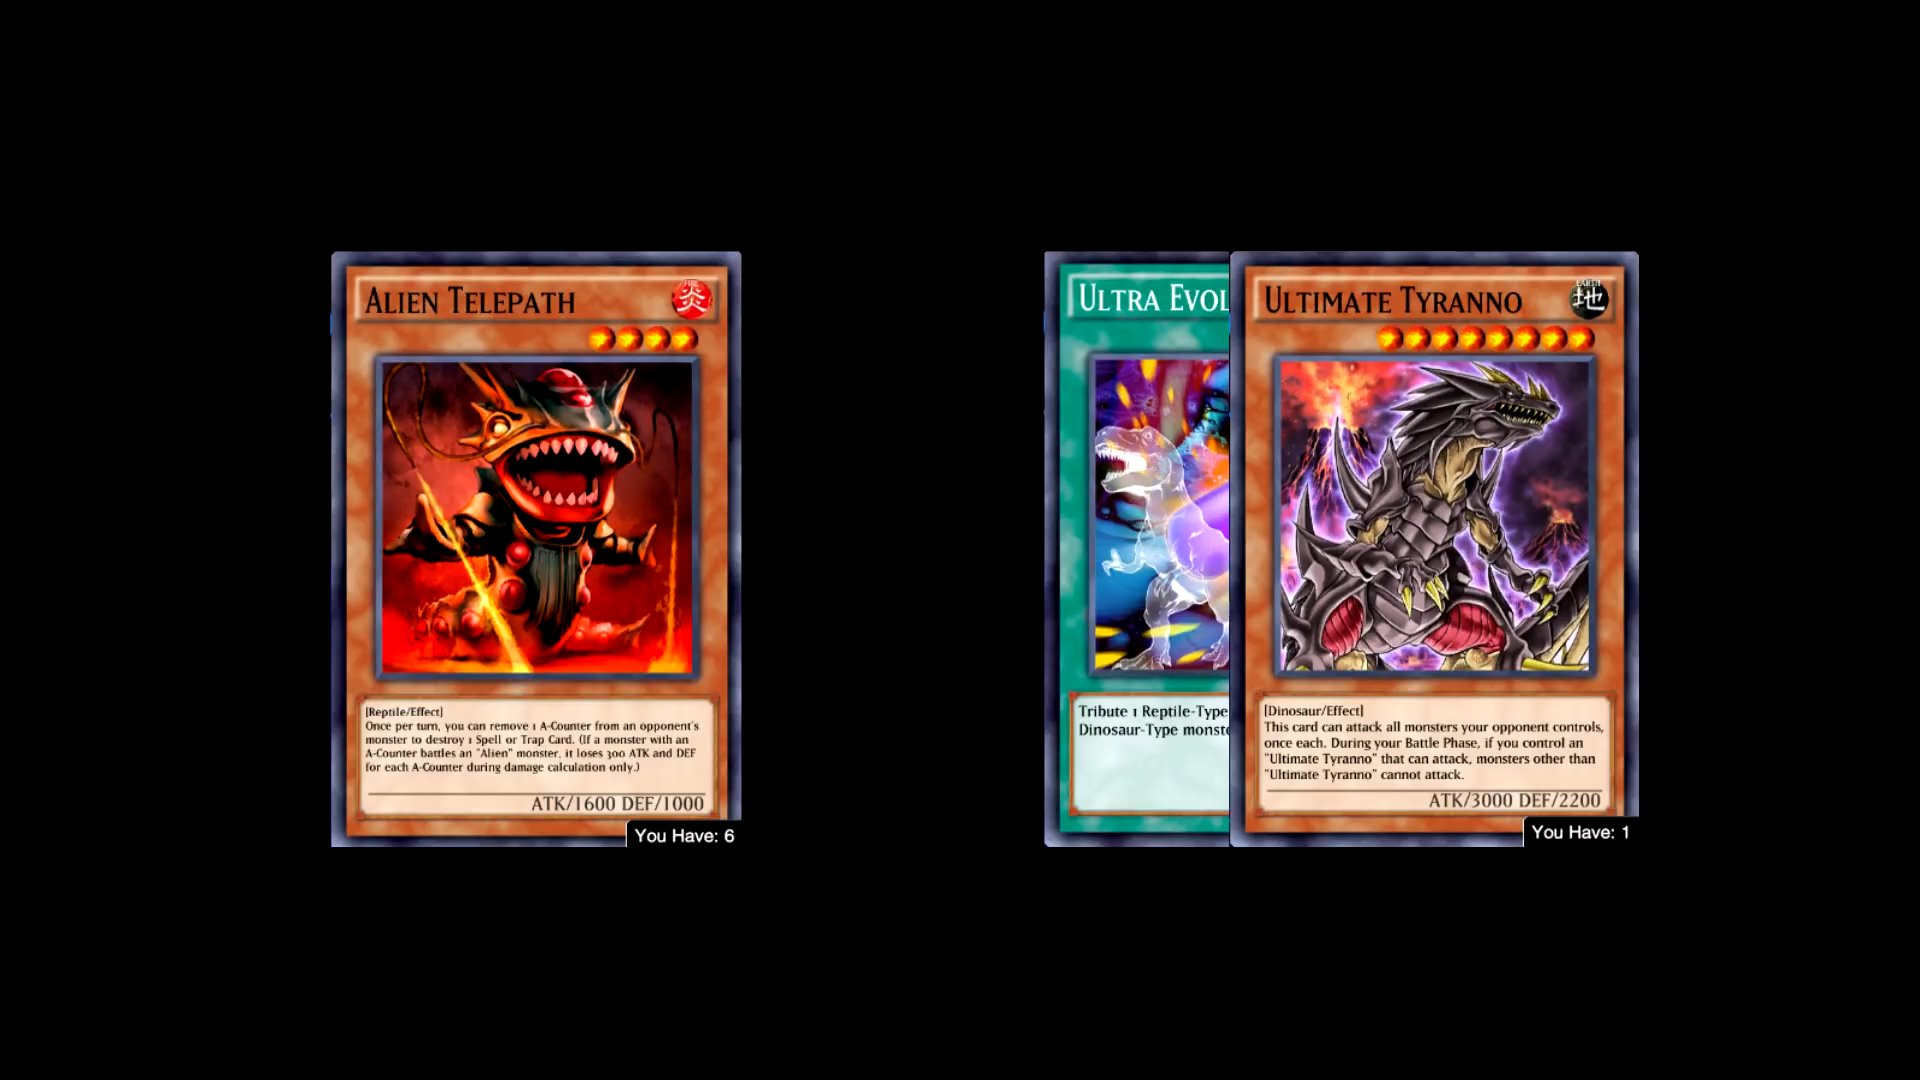 ALIEN TELEPATH
FIRE
炎
[Reptile/Effect]
Once per turn, you can remove 1 A-Counter from an opponent's
monster to destroy 1 Spell or Trap Card. (If a monster with an
A-Counter battles an "Alien" monster, it loses 300 ATK and DEF
for each A-Counter during damage calculation only.)
ATK/1600 DEF/1000
You Have: 6
ULTRA EVOL
Tribute 1 Reptile-Type
Dinosaur-Type monste
ULTIMATE TYRANNO
EARTH
地
[Dinosaur/Effect]
This card can attack all monsters your opponent controls,
once each. During your Battle Phase, if you control an
"Ultimate Tyranno" that can attack, monsters other than
"Ultimate Tyranno" cannot attack.
ATK/3000 DEF/2200
You Have: 1